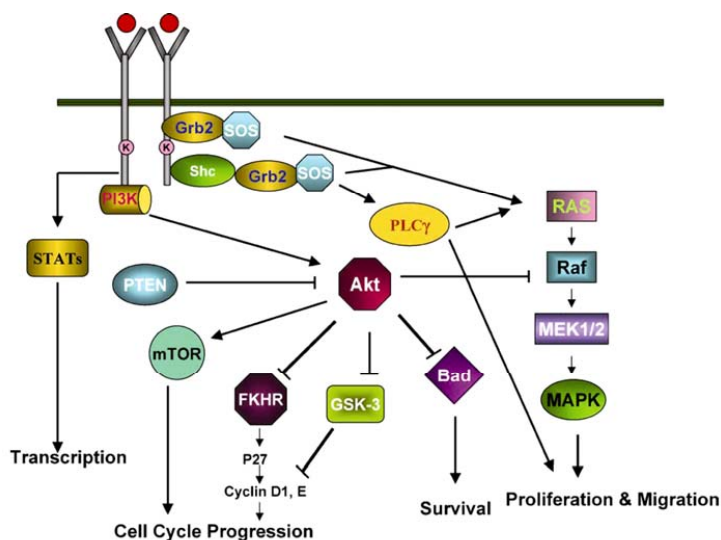 Grb2
SOS
K
K
Shc
Grb2
SOS
PI3K
PLCγ
RAS
STATs
PTEN
Akt
Raf
mTOR
MEK1/2
FKHR
GSK-3
Bad
MAPK
P27
Transcription
Cyclin D1, E
Survival
Proliferation & Migration
Cell Cycle Progression